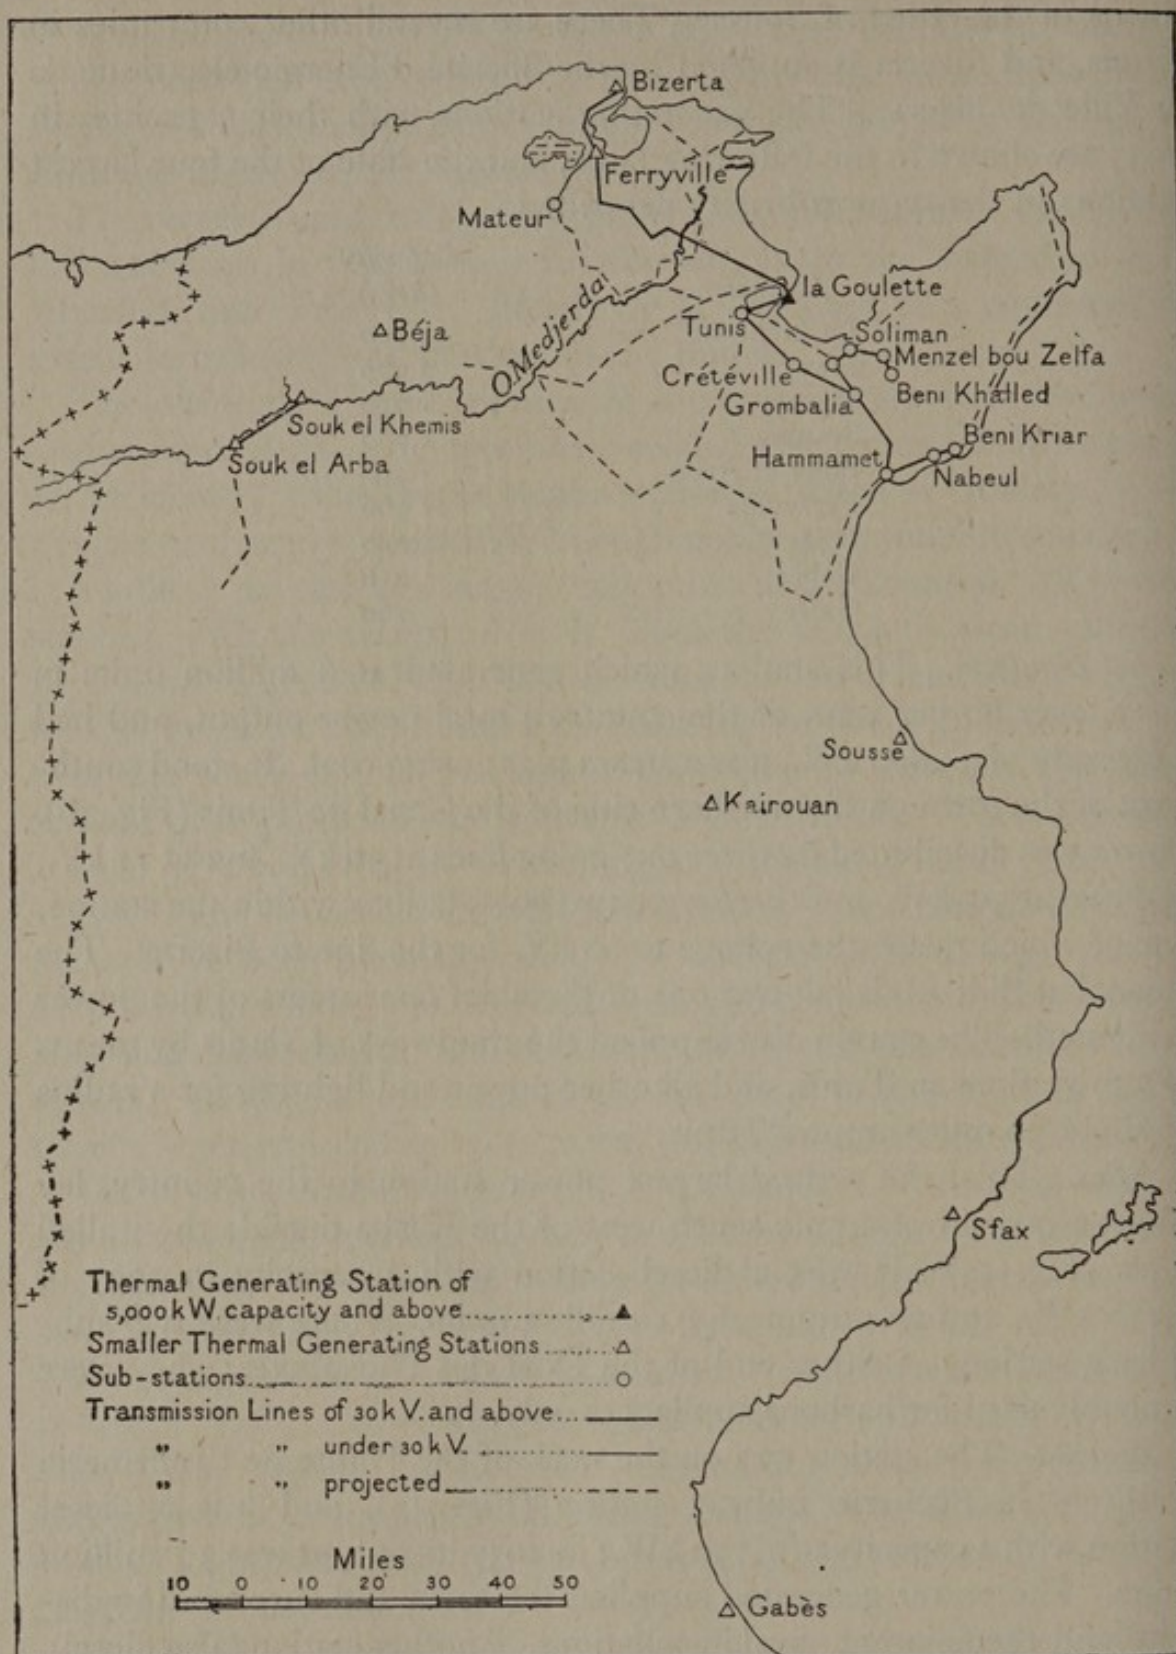 Bizerta
Ferryville
Mateur
la Goulette
Tunis
Soliman
Béja
O. Medjerda
Menzel bou Zelfa
Crétéville
Beni Khalled
Grombalia
Souk el Khemis
Beni Kriar
Souk el Arba
Hammamet
Nabeul
Sousse
Kairouan
Sfax
Thermal Generating Station of
5,000 kW. capacity and above
Smaller Thermal Generating Stations
Sub-stations
Transmission Lines of 30 kV. and above
" " under 30 kV.
" " projected
Miles
10 0 10 20 30 40 50
Gabès